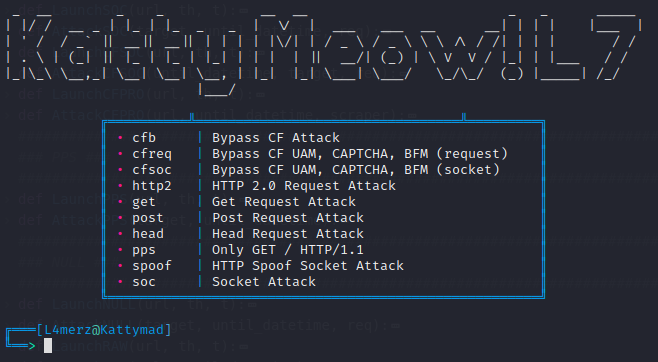 KattyMeow!L7
• cfb | Bypass CF Attack
• cfreq | Bypass CF UAM, CAPTCHA, BFM (request)
• cfsoc | Bypass CF UAM, CAPTCHA, BFM (socket)
• http2 | HTTP 2.0 Request Attack
• get | Get Request Attack
• post | Post Request Attack
• head | Head Request Attack
• pps | Only GET / HTTP/1.1
• spoof | HTTP Spoof Socket Attack
• soc | Socket Attack
[L4merz@Kattymad]
>